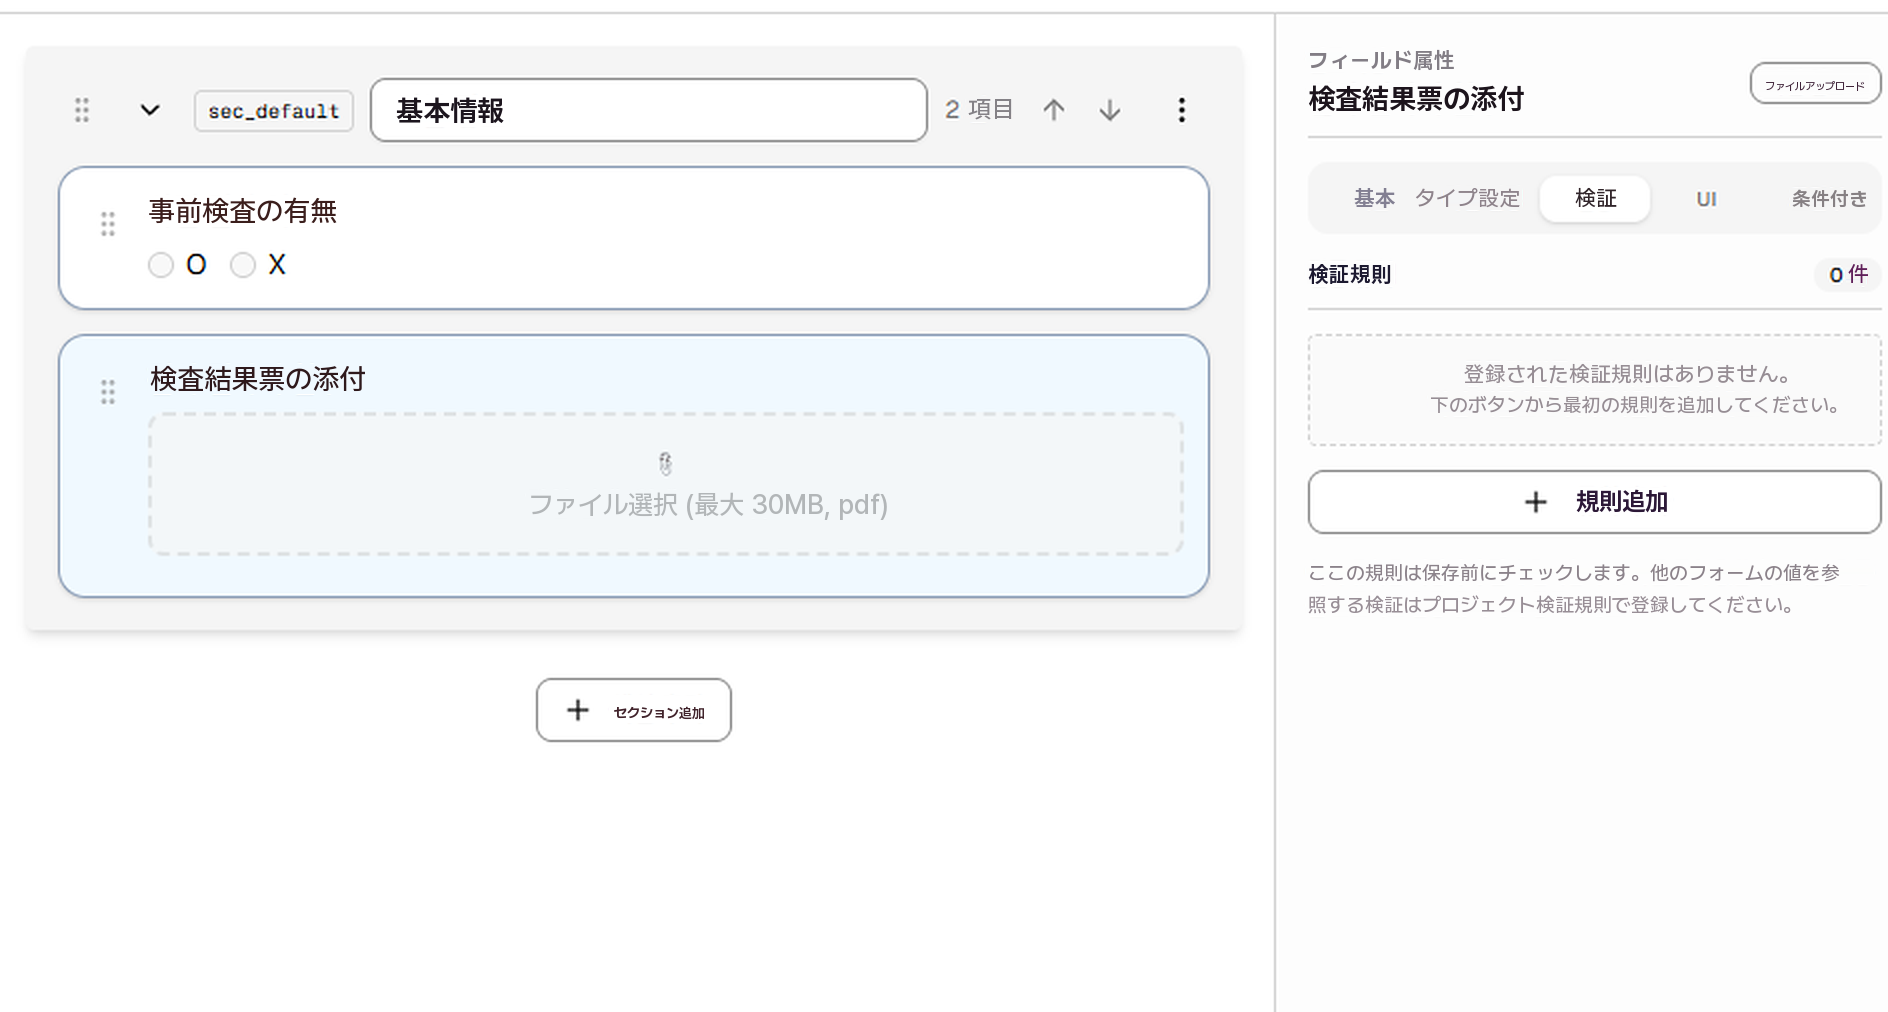 sec_default 基本情報 2 項目
事前検査の有無
O X
検査結果票の添付
ファイル選択 (最大 30MB, pdf)
セクション追加
フィールド属性
検査結果票の添付
ファイルアップロード
基本 タイプ設定 検証 UI 条件付き
検証規則 0 件
登録された検証規則はありません。
下のボタンから最初の規則を追加してください。
規則追加
ここの規則は保存前にチェックします。他のフォームの値を参
照する検証はプロジェクト検証規則で登録してください。